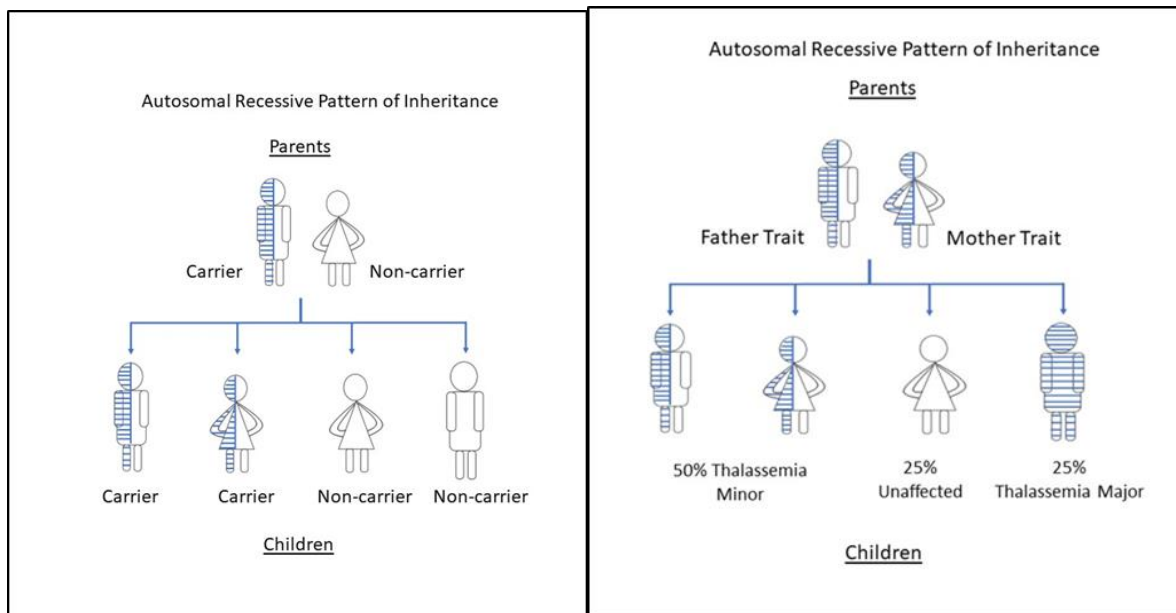 Autosomal Recessive Pattern of Inheritance
Parents
Carrier
Non-carrier
Carrier
Carrier
Non-carrier
Non-carrier
Children
Autosomal Recessive Pattern of Inheritance
Parents
Father Trait
Mother Trait
50% Thalassemia
Minor
25%
Unaffected
25%
Thalassemia Major
Children